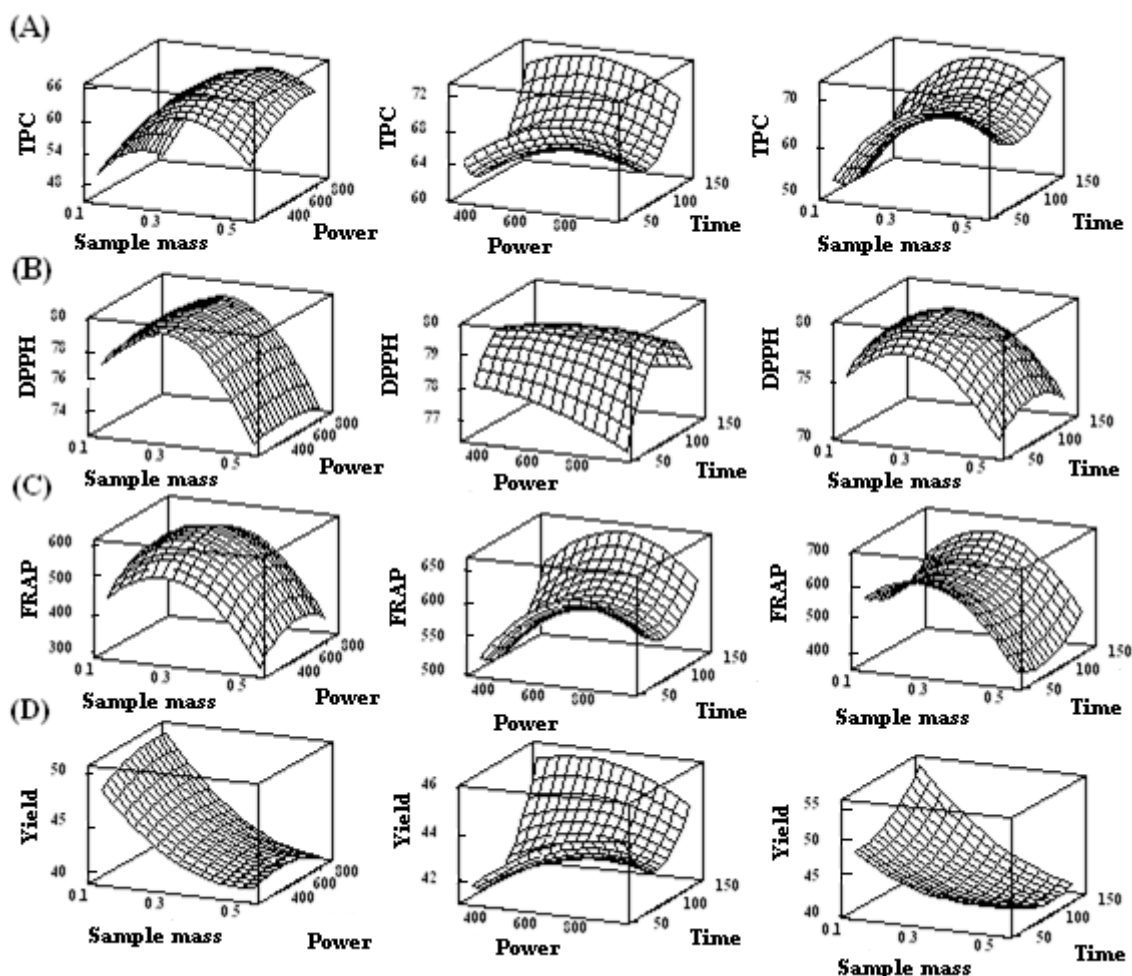 (A)
66
60
54
48
TPC
0.1
0.3
0.5
Sample mass
400
600
800
Power
72
68
64
60
TPC
400
600
800
Power
50
100
150
Time
70
60
50
TPC
0.1
0.3
0.5
Sample mass
50
100
150
Time
(B)
80
78
76
74
DPPH
0.1
0.3
0.5
Sample mass
400
600
800
Power
80
79
78
77
DPPH
400
600
800
Power
50
100
150
Time
80
75
70
DPPH
0.1
0.3
0.5
Sample mass
50
100
150
Time
(C)
600
500
400
300
FRAP
0.1
0.3
0.5
Sample mass
400
600
800
Power
650
600
550
500
FRAP
400
600
800
Power
50
100
150
Time
700
600
500
400
FRAP
0.1
0.3
0.5
Sample mass
50
100
150
Time
(D)
50
45
40
Yield
0.1
0.3
0.5
Sample mass
400
600
800
Power
46
44
42
Yield
400
600
800
Power
50
100
150
Time
55
50
45
40
Yield
0.1
0.3
0.5
Sample mass
50
100
150
Time